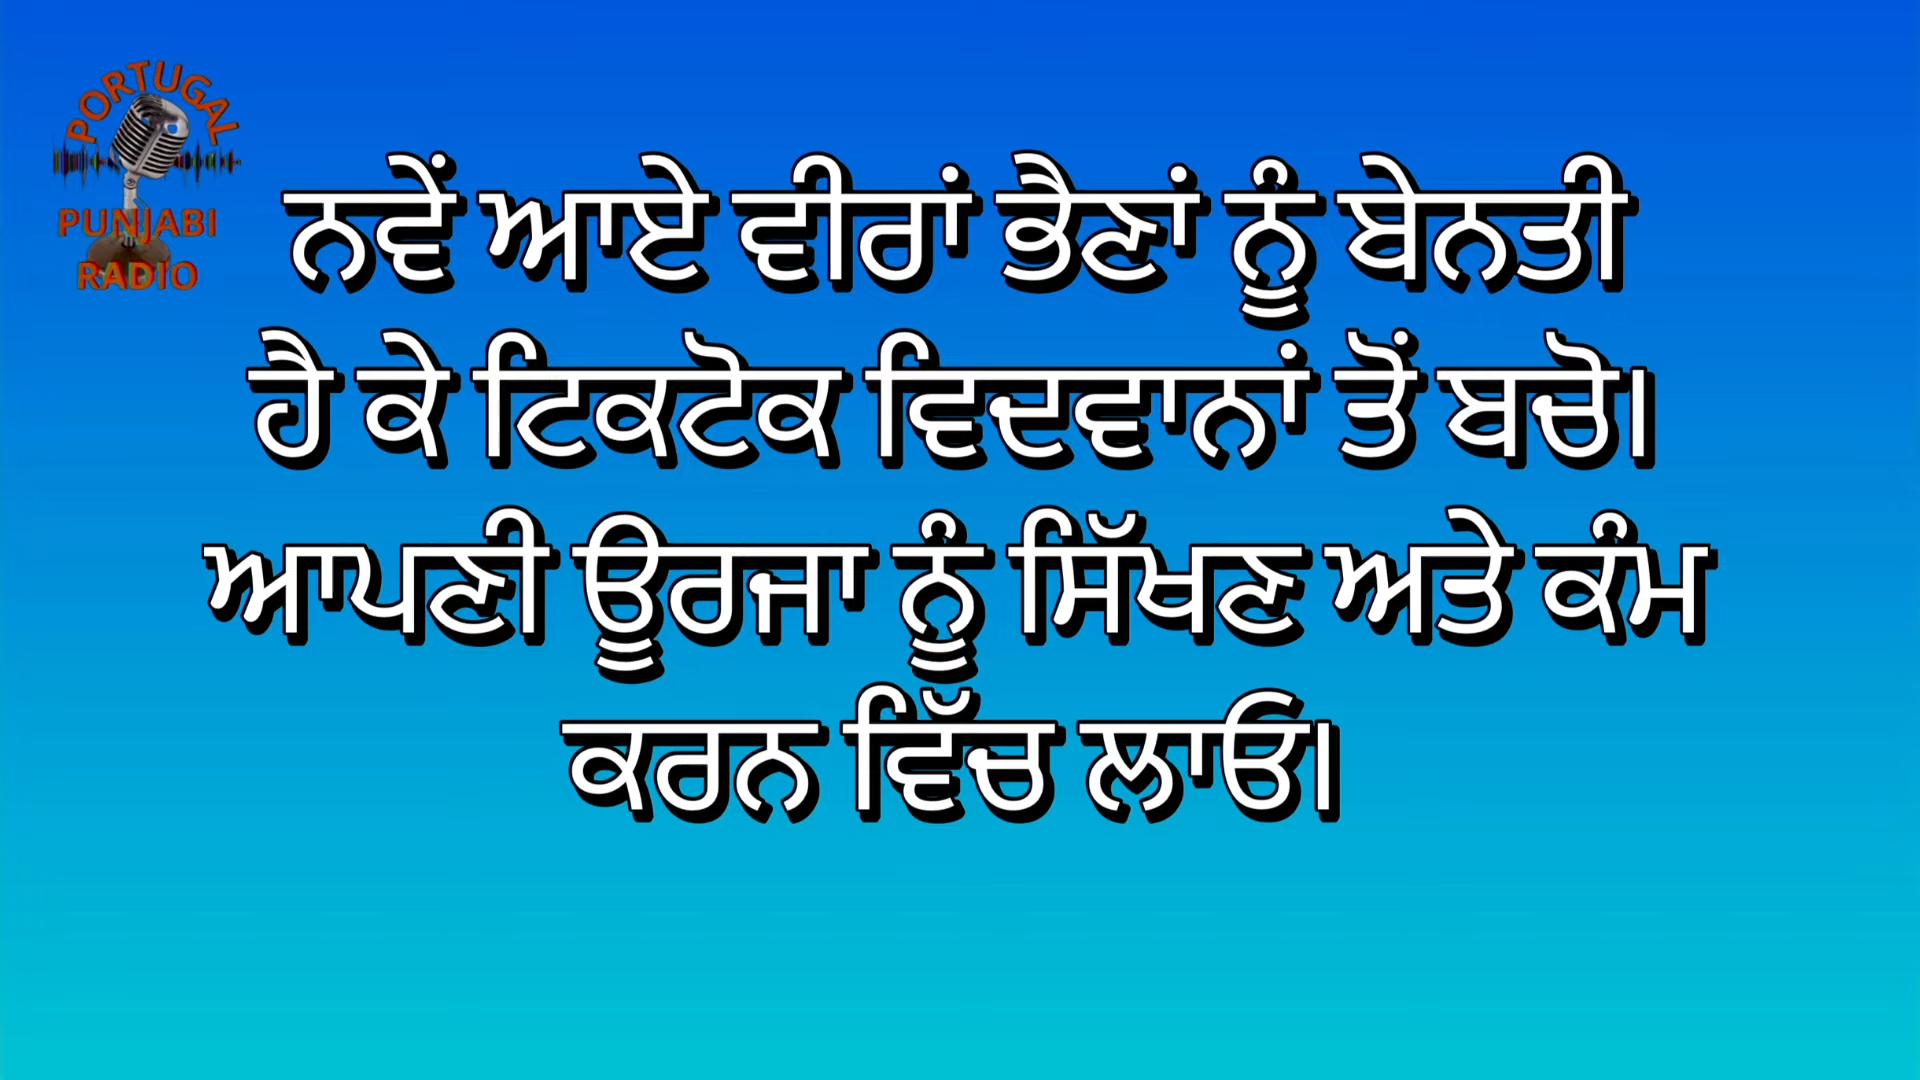 PORTUGAL
PUNJABI
RADIO
ਨਵੇਂ ਆਏ ਵੀਰਾਂ ਭੈਣਾਂ ਨੂੰ ਬੇਨਤੀ
ਹੈ ਕੇ ਟਿਕਟੋਕ ਵਿਦਵਾਨਾਂ ਤੋਂ ਬਚੋ।
ਆਪਣੀ ਊਰਜਾ ਨੂੰ ਸਿੱਖਣ ਅਤੇ ਕੰਮ
ਕਰਨ ਵਿੱਚ ਲਾਓ।